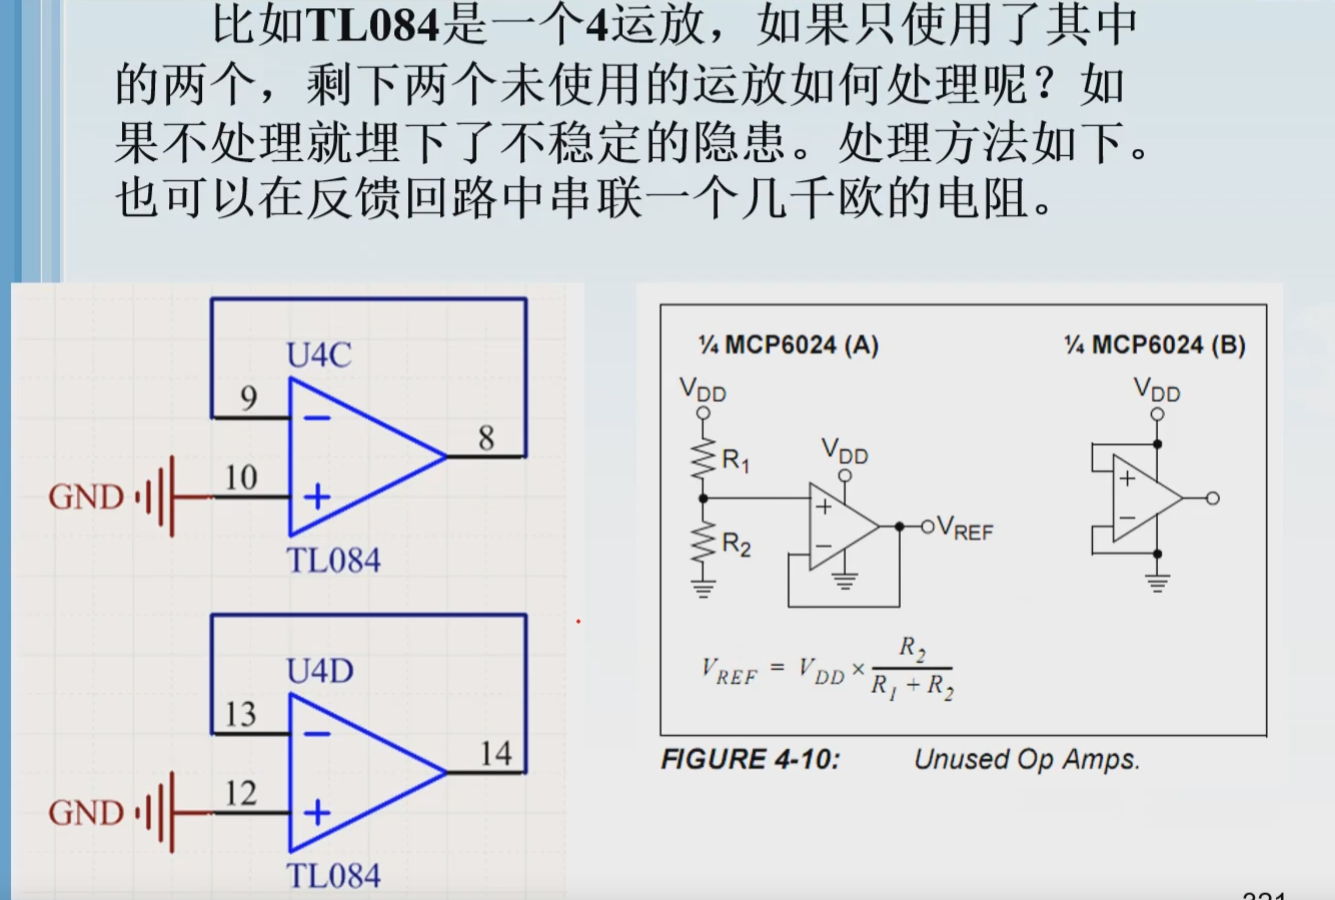 比如TL084是一个4运放，如果只使用了其中
的两个，剩下两个未使用的运放如何处理呢？如
果不处理就埋下了不稳定的隐患。处理方法如下。
也可以在反馈回路中串联一个几千欧的电阻。
U4C
9
8
10
GND
TL084
U4D
13
14
12
GND
TL084
¼ MCP6024 (A)
¼ MCP6024 (B)
VDD
VDD
VDD
R1
R2
VREF
VREF = VDD × R2 / (R1 + R2)
FIGURE 4-10: Unused Op Amps.